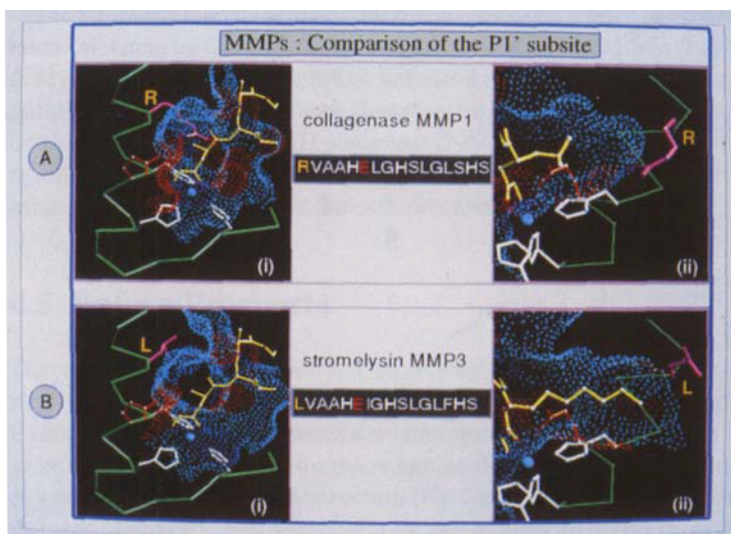 MMPs : Comparison of the P1' subsite
A
R
(i)
collagenase MMP1
RVAAHELGHSLGLSHS
R
(ii)
B
L
(i)
stromelysin MMP3
LVAAHEIGHSLGLFHS
L
(ii)